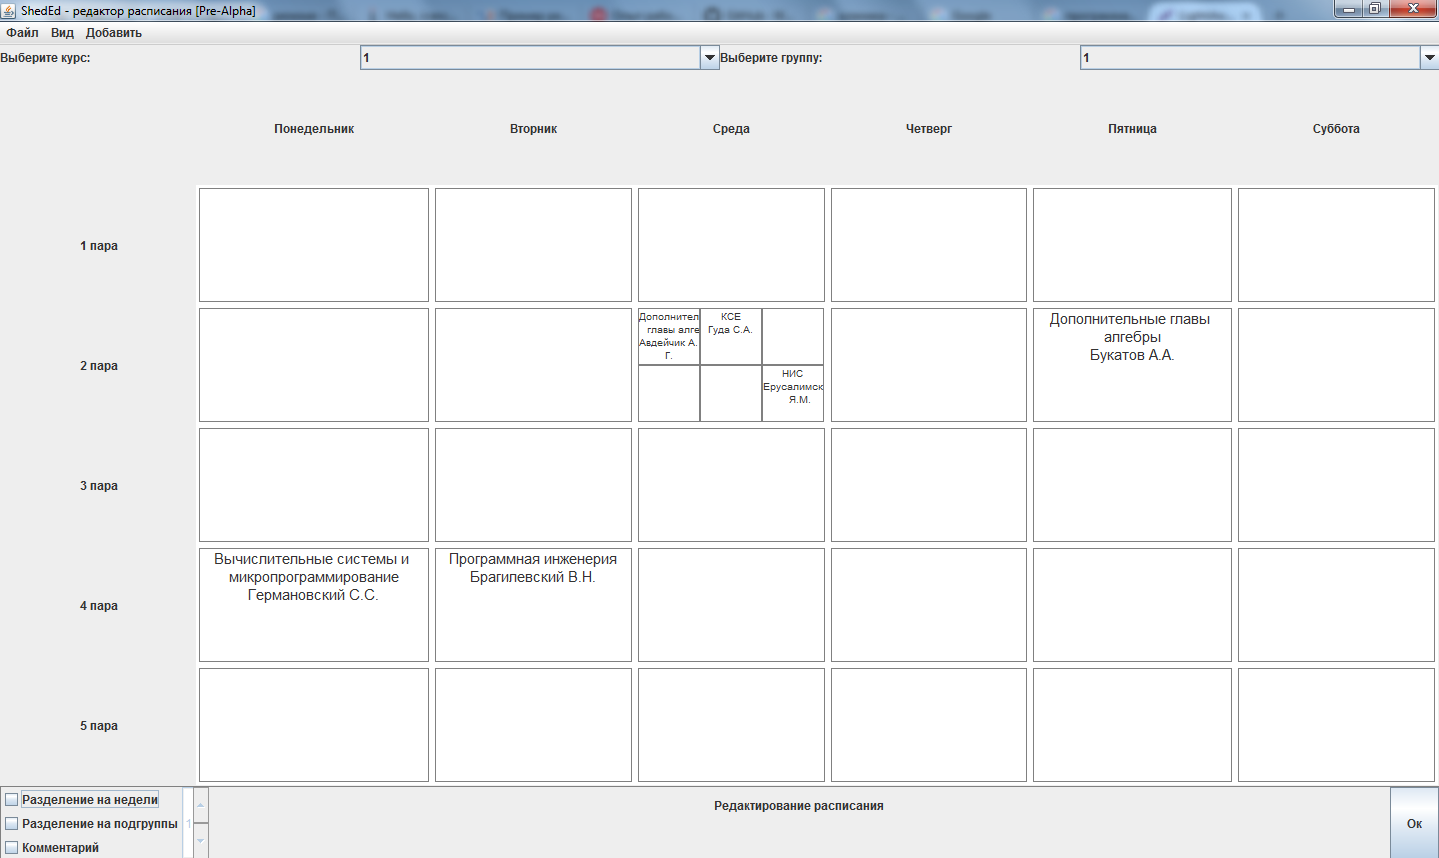 ShedEd - редактор расписания [Pre-Alpha]
Файл Вид Добавить
Выберите курс: 1 Выберите группу: 1
Понедельник Вторник Среда Четверг Пятница Суббота
1 пара
2 пара
Дополнител
главы алге
Авдейчик А.
Г.
КСЕ
Гуда С.А.
НИС
Ерусалимск
Я.М.
Дополнительные главы
алгебры
Букатов А.А.
3 пара
4 пара
Вычислительные системы и
микропрограммирование
Германовский С.С.
Программная инженерия
Брагилевский В.Н.
5 пара
Разделение на недели
Разделение на подгруппы 1
Комментарий
Редактирование расписания
Ок